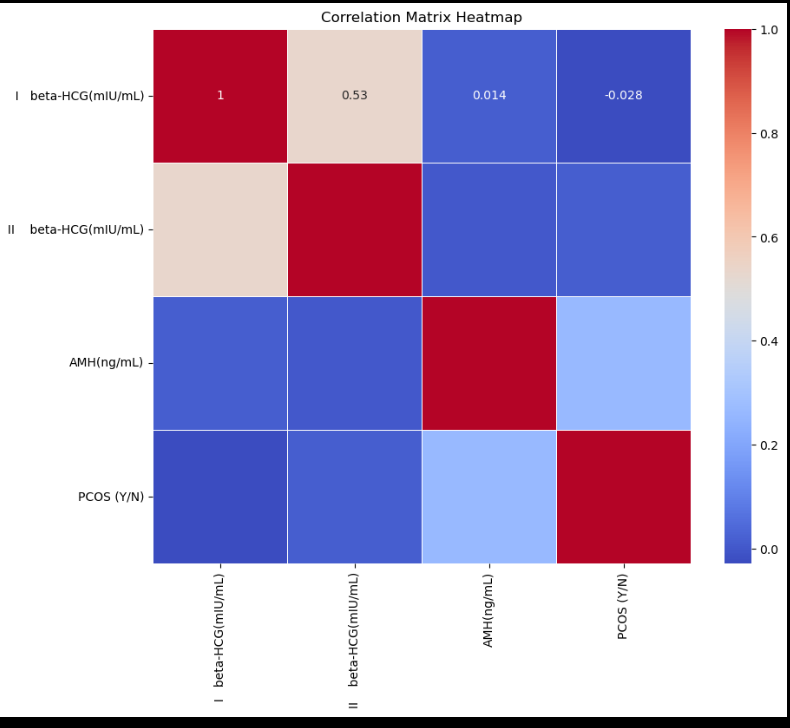 Correlation Matrix Heatmap
I beta-HCG(mIU/mL)
1 0.53 0.014 -0.028
II beta-HCG(mIU/mL)
AMH(ng/mL)
PCOS (Y/N)
I beta-HCG(mIU/mL)
II beta-HCG(mIU/mL)
AMH(ng/mL)
PCOS (Y/N)
1.0
0.8
0.6
0.4
0.2
0.0